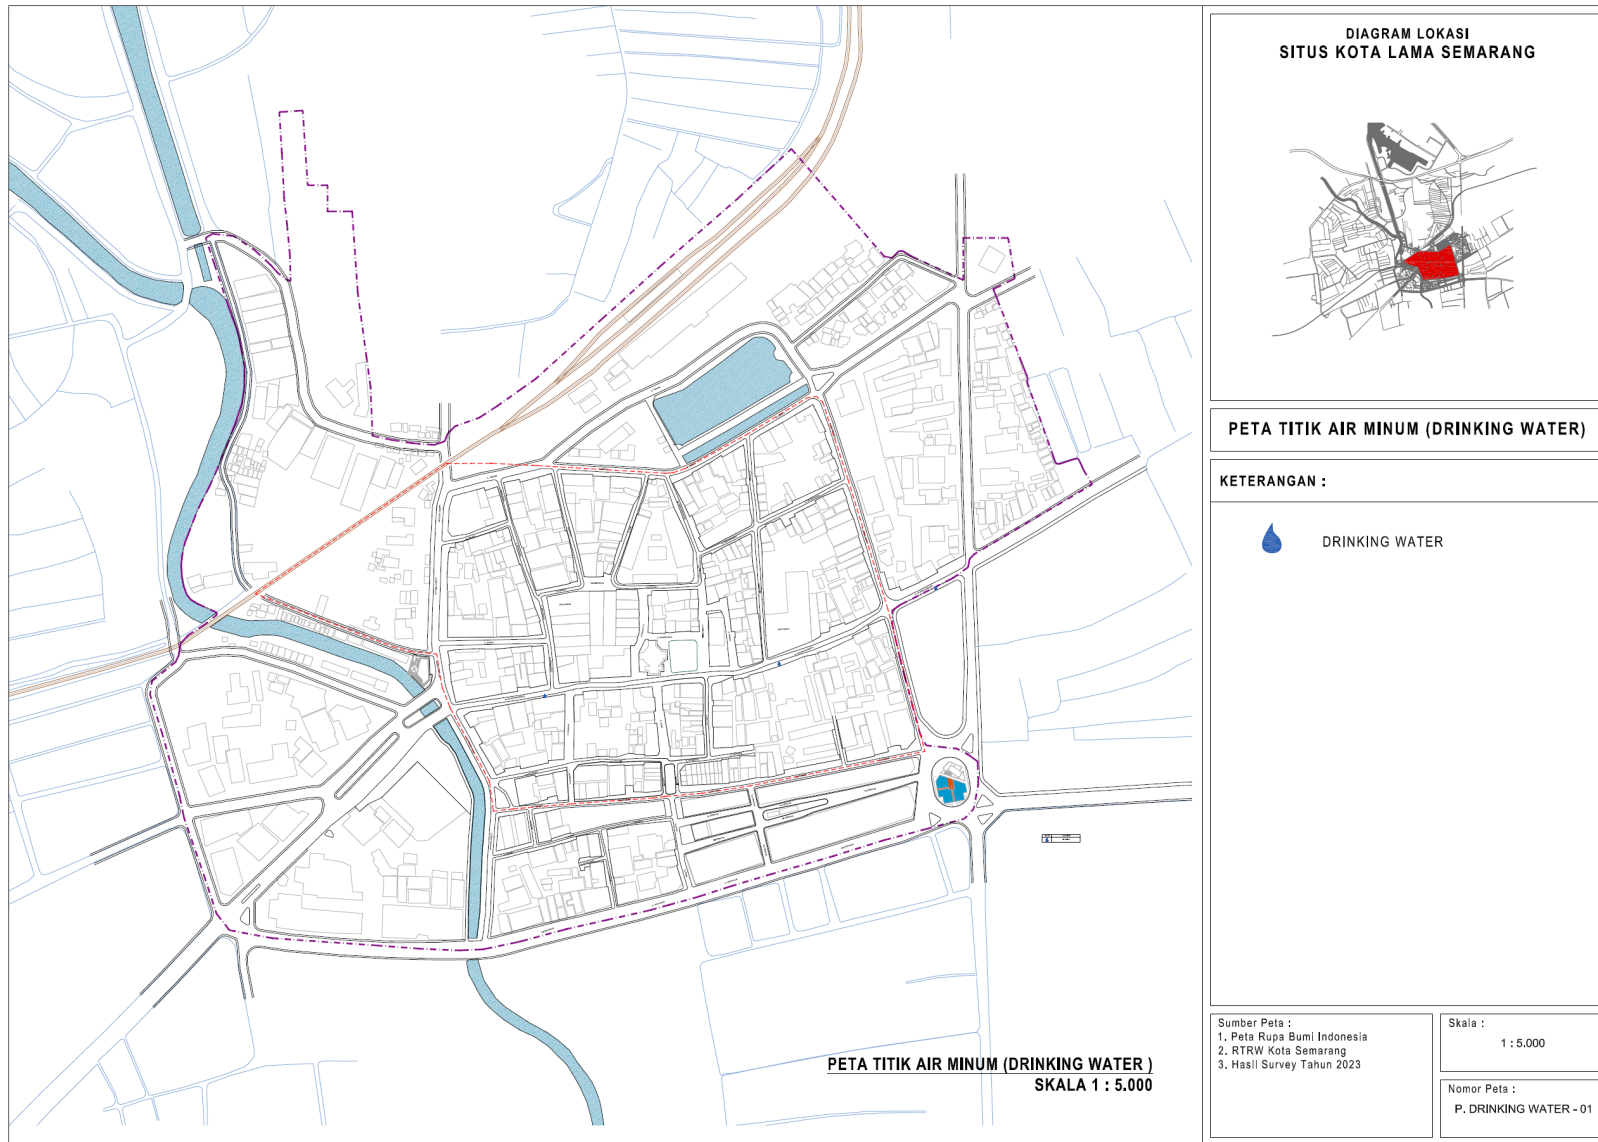 DIAGRAM LOKASI
SITUS KOTA LAMA SEMARANG
PETA TITIK AIR MINUM (DRINKING WATER)
KETERANGAN :
DRINKING WATER
Sumber Peta :
1. Peta Rupa Bumi Indonesia
2. RTRW Kota Semarang
3. Hasil Survey Tahun 2023
Skala :
1 : 5.000
Nomor Peta :
P. DRINKING WATER - 01
PETA TITIK AIR MINUM (DRINKING WATER )
SKALA 1 : 5.000